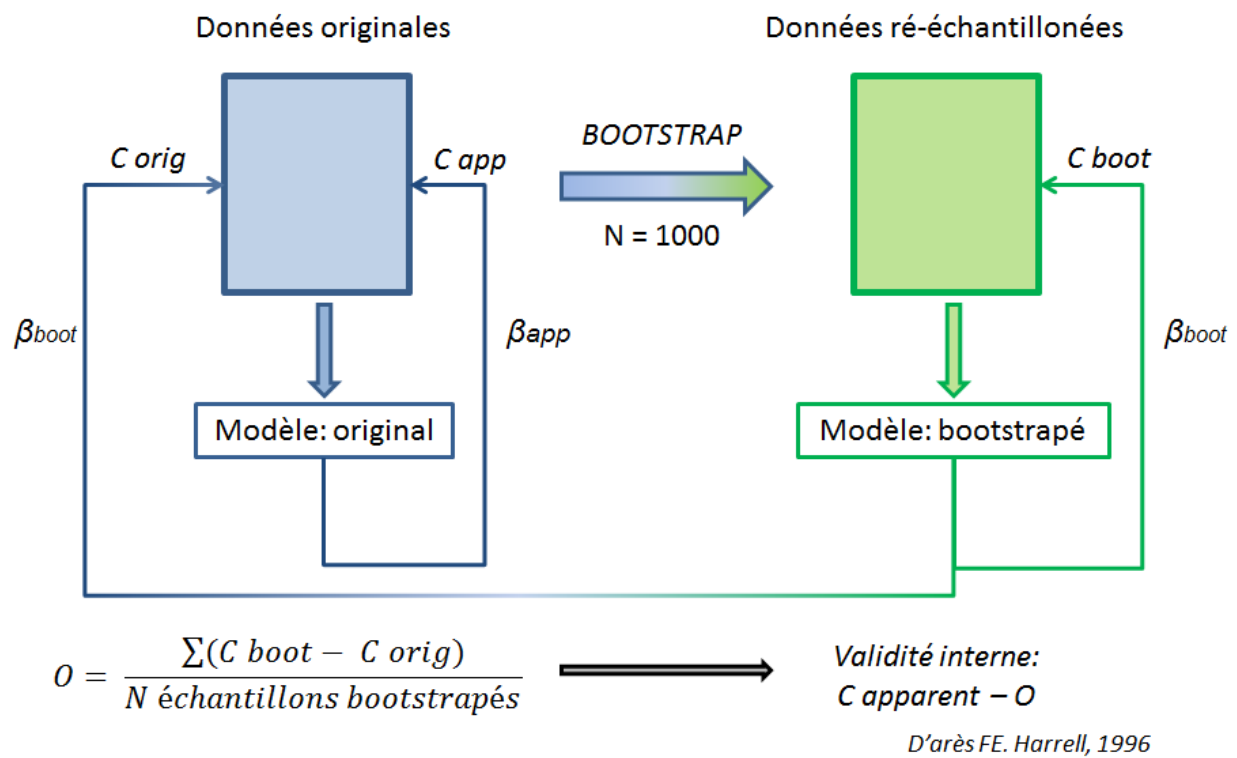 Données originales
Données ré-échantillonées
BOOTSTRAP
C orig
C app
C boot
N = 1000
βboot
βapp
βboot
Modèle: original
Modèle: bootstrapé
O = ∑(C boot − C orig)
N échantillons bootstrapés
Validité interne:
C apparent – O
D'arès FE. Harrell, 1996